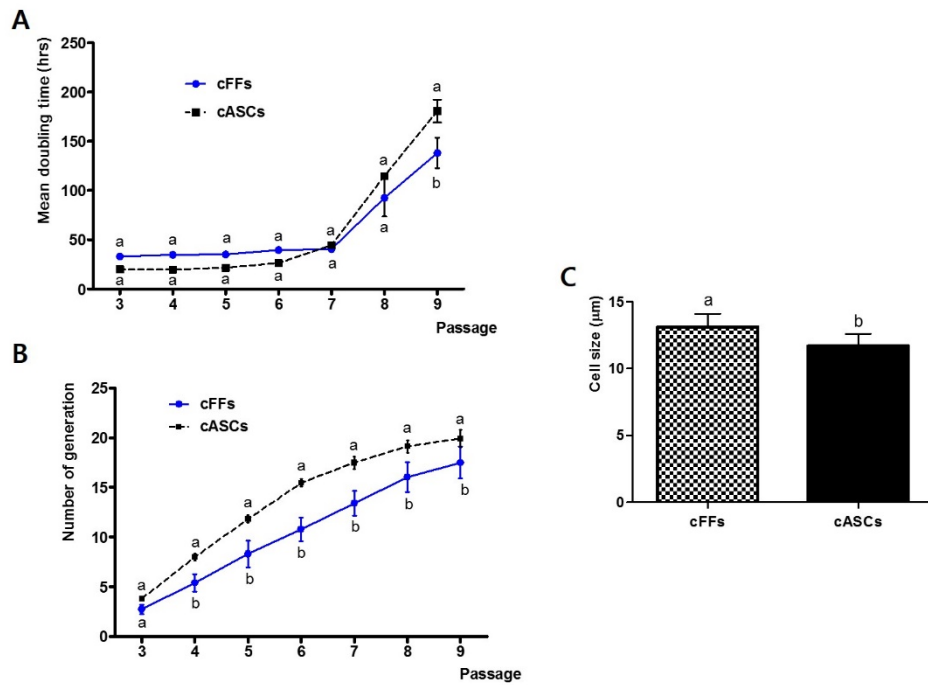 A
Mean doubling time (hrs)
250
200
150
100
50
0
cFFs
cASCs
a a a a a a a
a a a a a a b
3 4 5 6 7 8 9
Passage
B
Number of generation
25
20
15
10
5
0
cFFs
cASCs
a a a a a a a
a b b b b b b
3 4 5 6 7 8 9
Passage
C
Cell size (μm)
15
10
5
0
a b
cFFs cASCs